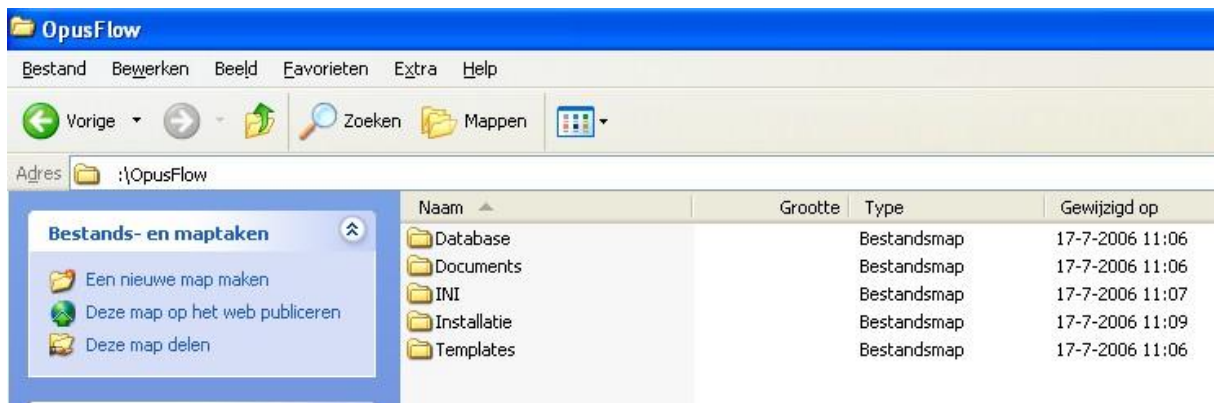 OpusFlow
Bestand Bewerken Beeld Favorieten Extra Help
Vorige Zoeken Mappen
Adres :\OpusFlow
Naam Grootte Type Gewijzigd op
Bestands- en maptaken
Een nieuwe map maken
Deze map op het web publiceren
Deze map delen
Database Bestandsmap 17-7-2006 11:06
Documents Bestandsmap 17-7-2006 11:06
INI Bestandsmap 17-7-2006 11:07
Installatie Bestandsmap 17-7-2006 11:09
Templates Bestandsmap 17-7-2006 11:06